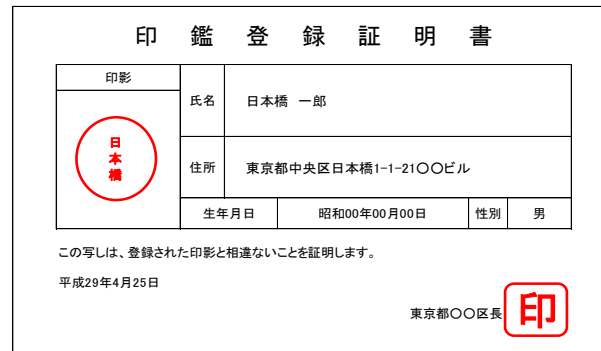 印鑑登録証明書
印影
日本橋
氏名 日本橋 一郎
住所 東京都中央区日本橋1-1-21〇〇ビル
生年月日 昭和00年00月00日 性別 男
この写しは、登録された印影と相違ないことを証明します。
平成29年4月25日
東京都〇〇区長 印